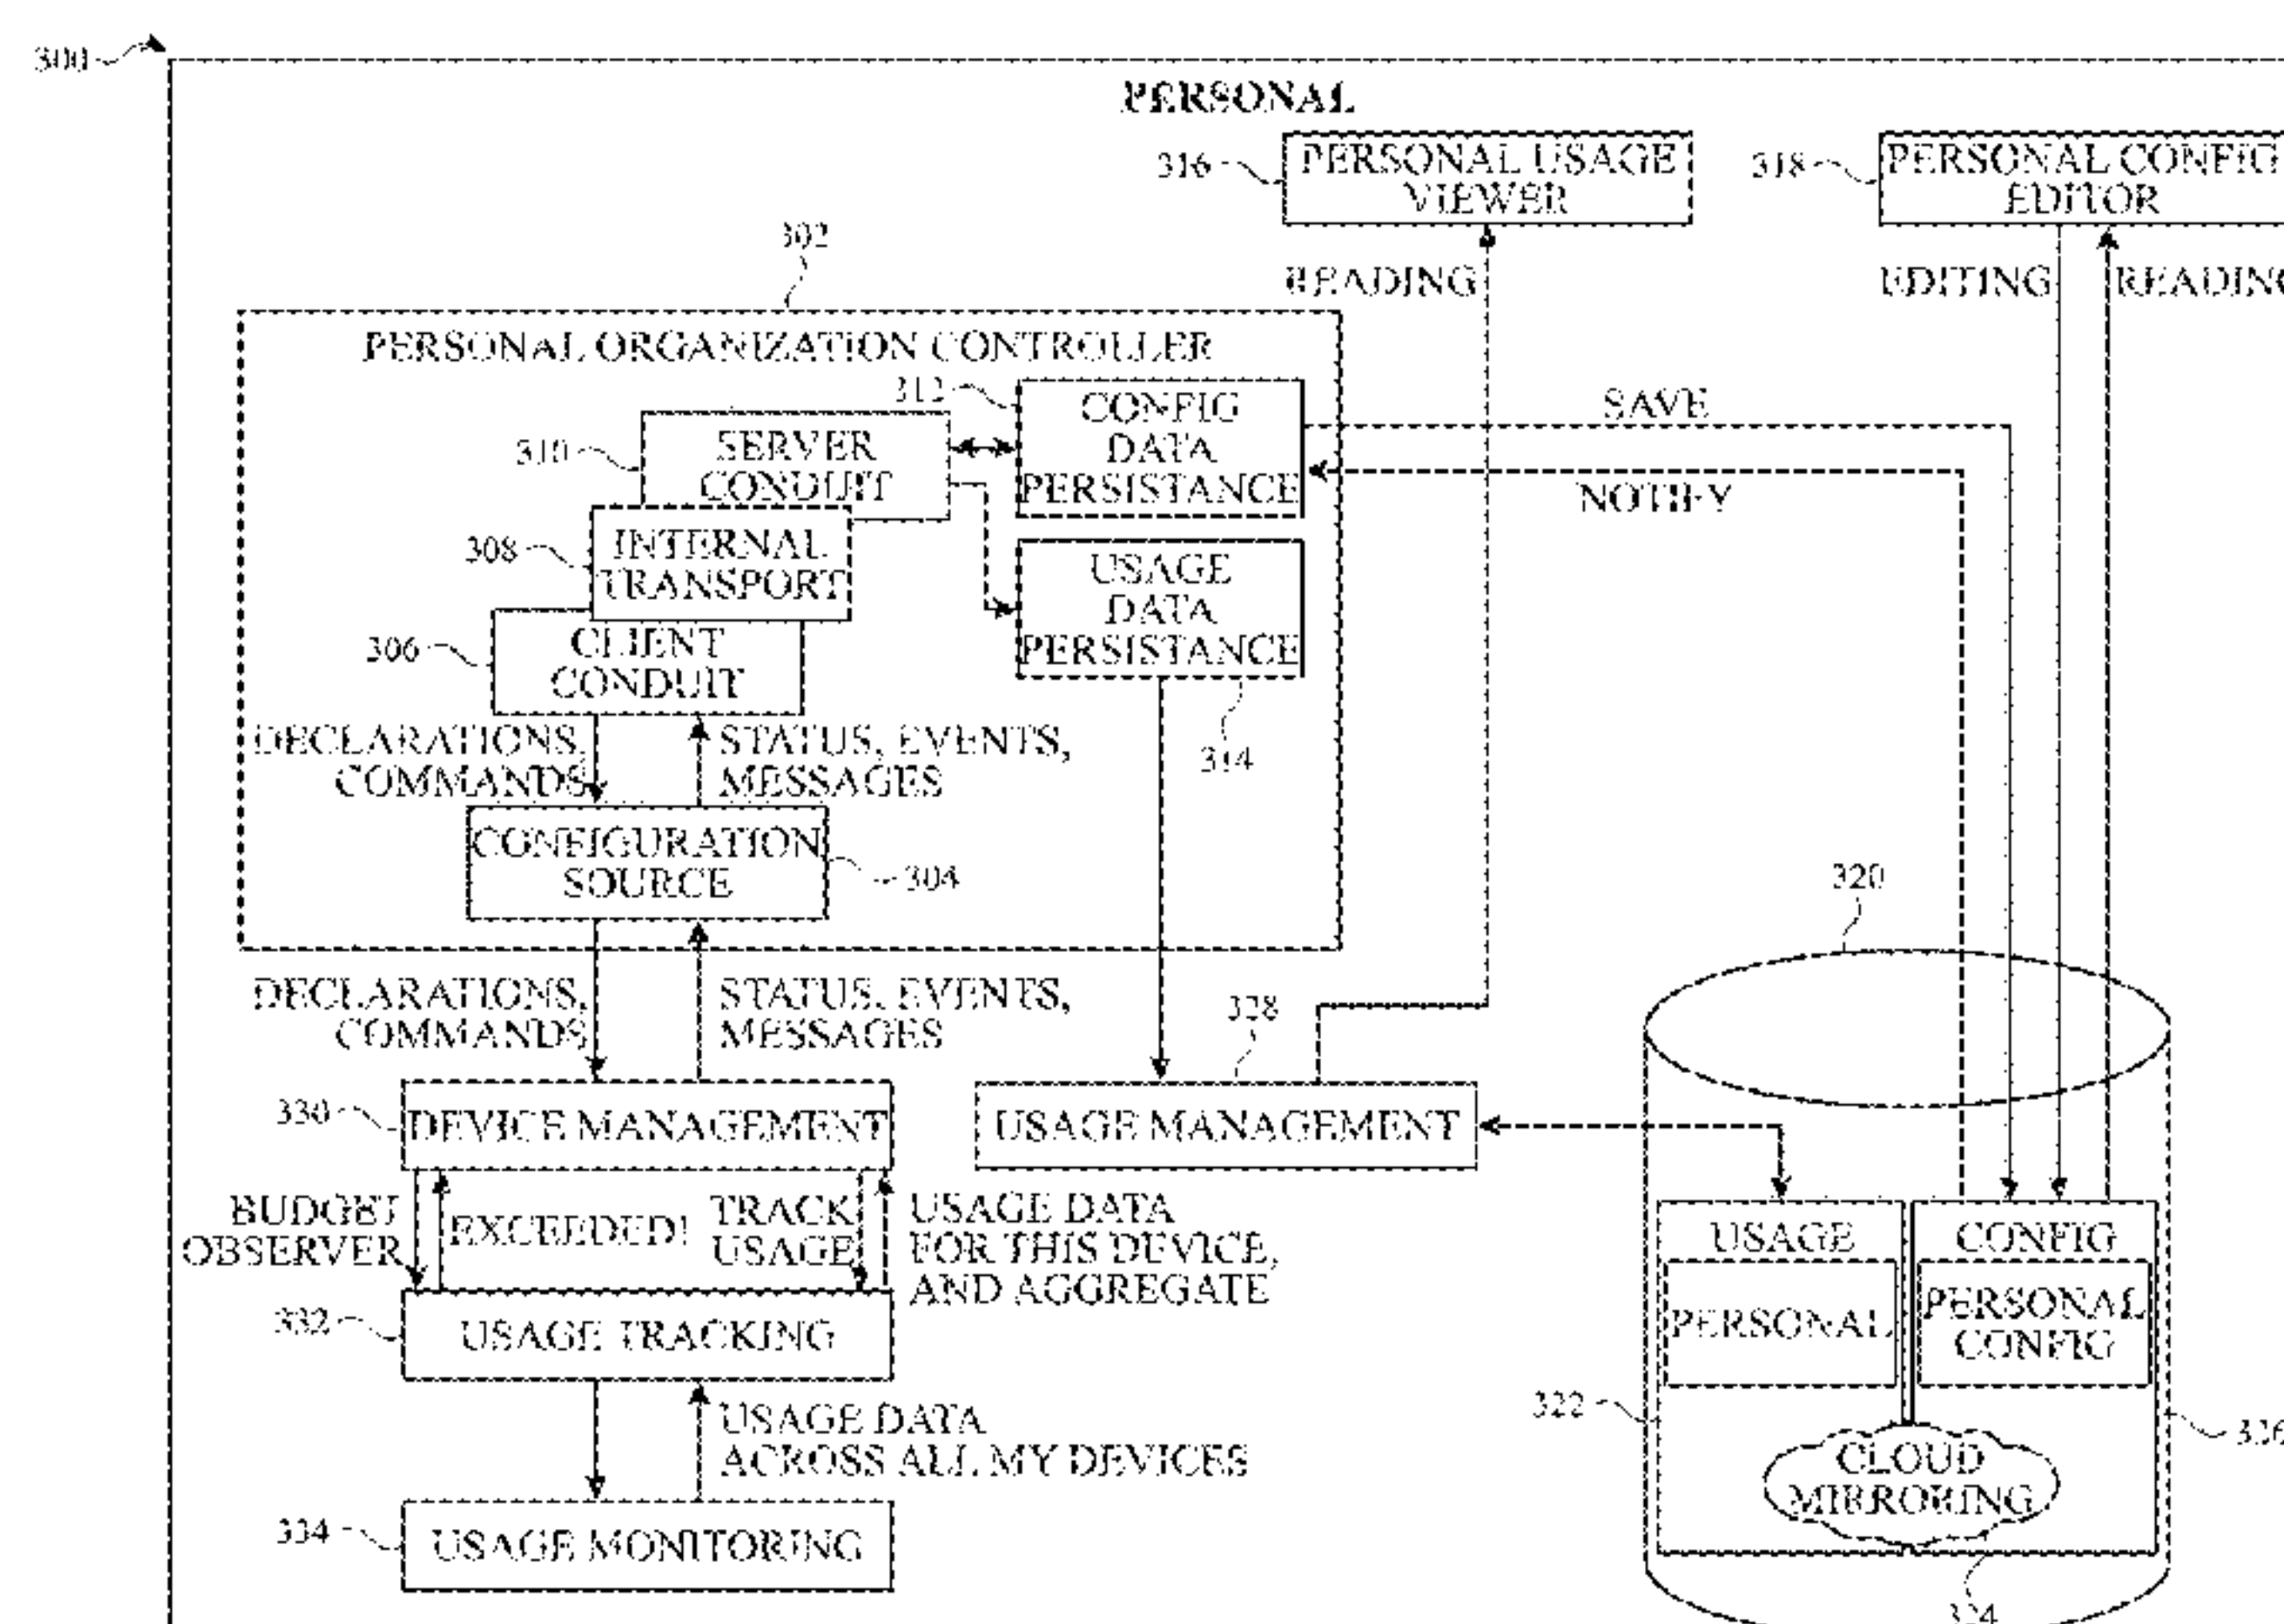 300
PERSONAL
316
PERSONAL USAGE
VIEWER
318
PERSONAL CONFIG
EDITOR
302
READING
EDITING
READING
PERSONAL ORGANIZATION CONTROLLER
312
CONFIG
DATA
PERSISTANCE
SAVE
310
SERVER
CONDUIT
NOTIFY
308
INTERNAL
TRANSPORT
USAGE
DATA
PERSISTANCE
306
CLIENT
CONDUIT
314
DECLARATIONS,
COMMANDS
STATUS, EVENTS,
MESSAGES
CONFIGURATION
SOURCE
304
320
DECLARATIONS,
COMMANDS
STATUS, EVENTS,
MESSAGES
328
330
DEVICE MANAGEMENT
USAGE MANAGEMENT
BUDGET
OBSERVER
EXCEEDED!
TRACK
USAGE
USAGE DATA
FOR THIS DEVICE,
AND AGGREGATE
USAGE
CONFIG
332
USAGE TRACKING
PERSONAL
PERSONAL
CONFIG
322
326
USAGE DATA
ACROSS ALL MY DEVICES
CLOUD
MIRRORING
334
USAGE MONITORING
324